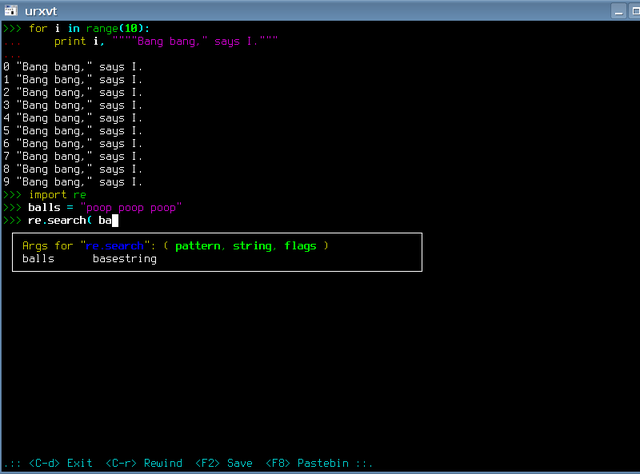 urxvt
>>> for i in range(10):
...     print i, """"Bang bang," says I."""
...
0 "Bang bang," says I.
1 "Bang bang," says I.
2 "Bang bang," says I.
3 "Bang bang," says I.
4 "Bang bang," says I.
5 "Bang bang," says I.
6 "Bang bang," says I.
7 "Bang bang," says I.
8 "Bang bang," says I.
9 "Bang bang," says I.
>>> import re
>>> balls = "poop poop poop"
>>> re.search( ba
Args for "re.search": ( pattern, string, flags )
balls      basestring
.:: <C-d> Exit  <C-r> Rewind  <F2> Save  <F8> Pastebin ::.